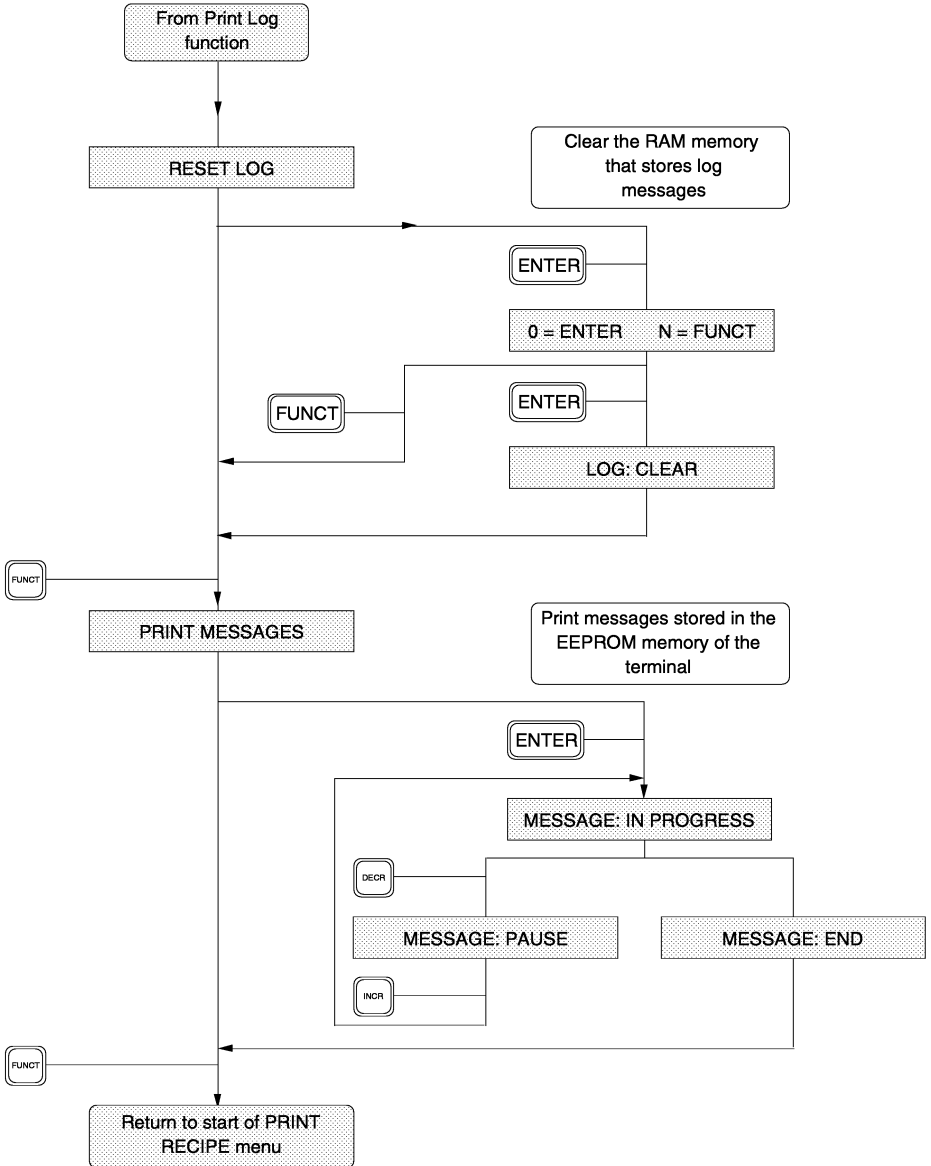 From Print Log
function
RESET LOG
Clear the RAM memory
that stores log
messages
ENTER
0 = ENTER N = FUNCT
FUNCT
ENTER
LOG: CLEAR
FUNCT
PRINT MESSAGES
Print messages stored in the
EEPROM memory of the
terminal
ENTER
MESSAGE: IN PROGRESS
DECR
MESSAGE: PAUSE
MESSAGE: END
INCR
FUNCT
Return to start of PRINT
RECIPE menu